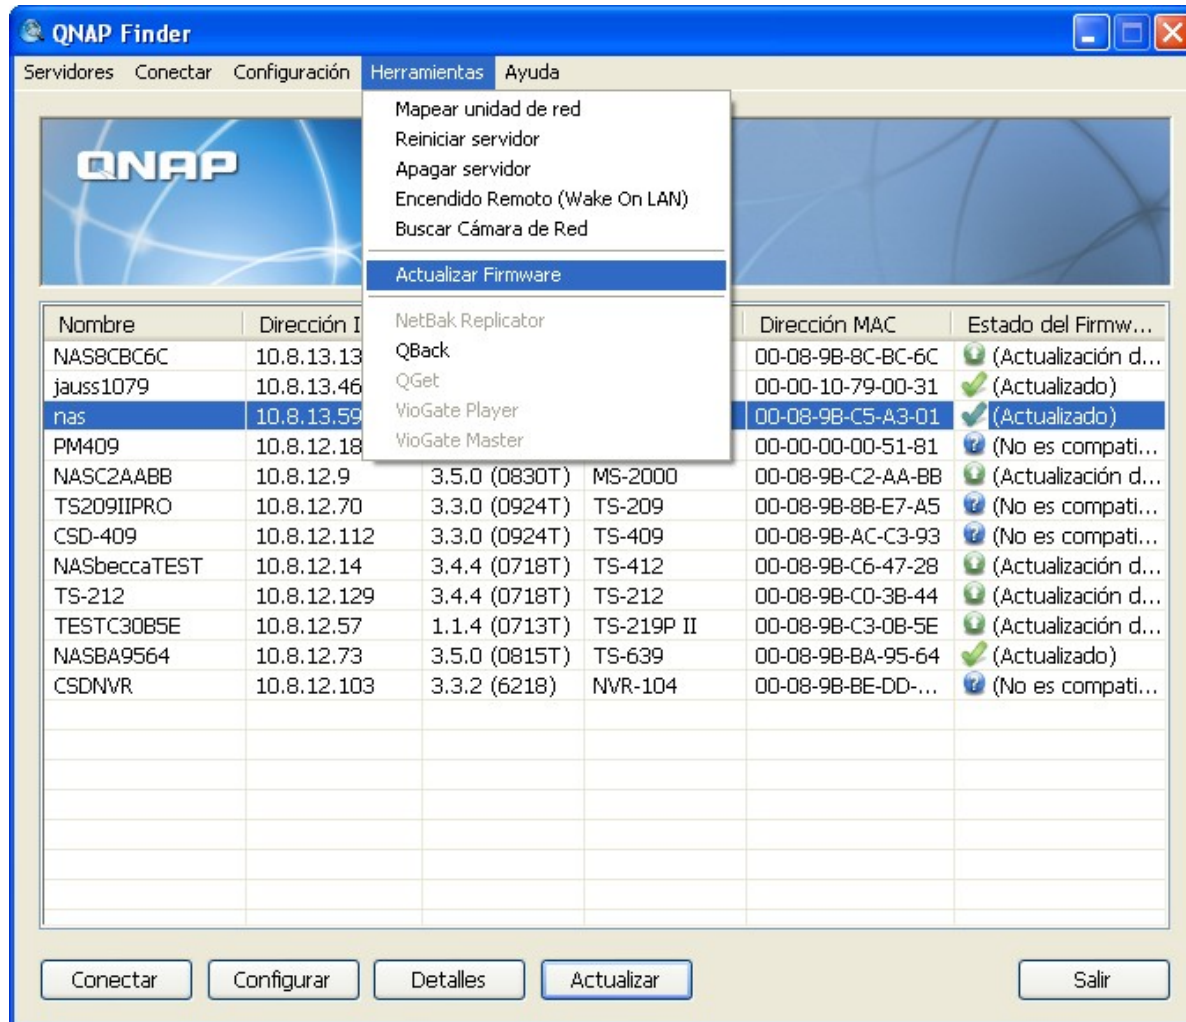 QNAP Finder
Servidores Conectar Configuración Herramientas Ayuda
QNAP
Mapear unidad de red
Reiniciar servidor
Apagar servidor
Encendido Remoto (Wake On LAN)
Buscar Cámara de Red
Actualizar Firmware
NetBak Replicator
QBack
QGet
VioGate Player
VioGate Master
Nombre Dirección I Dirección MAC Estado del Firmw...
NAS8CBC6C 10.8.13.13 00-08-9B-8C-BC-6C (Actualización d...
jauss1079 10.8.13.46 00-00-10-79-00-31 (Actualizado)
nas 10.8.13.59 00-08-9B-C5-A3-01 (Actualizado)
PM409 10.8.12.18 00-00-00-00-51-81 (No es compati...
NASC2AABB 10.8.12.9 3.5.0 (0830T) MS-2000 00-08-9B-C2-AA-BB (Actualización d...
TS209IIPRO 10.8.12.70 3.3.0 (0924T) TS-209 00-08-9B-8B-E7-A5 (No es compati...
CSD-409 10.8.12.112 3.3.0 (0924T) TS-409 00-08-9B-AC-C3-93 (No es compati...
NASbeccaTEST 10.8.12.14 3.4.4 (0718T) TS-412 00-08-9B-C6-47-28 (Actualización d...
TS-212 10.8.12.129 3.4.4 (0718T) TS-212 00-08-9B-C0-3B-44 (Actualización d...
TESTC30B5E 10.8.12.57 1.1.4 (0713T) TS-219P II 00-08-9B-C3-0B-5E (Actualización d...
NASBA9564 10.8.12.73 3.5.0 (0815T) TS-639 00-08-9B-BA-95-64 (Actualizado)
CSDNVR 10.8.12.103 3.3.2 (6218) NVR-104 00-08-9B-BE-DD-... (No es compati...
Conectar Configurar Detalles Actualizar Salir